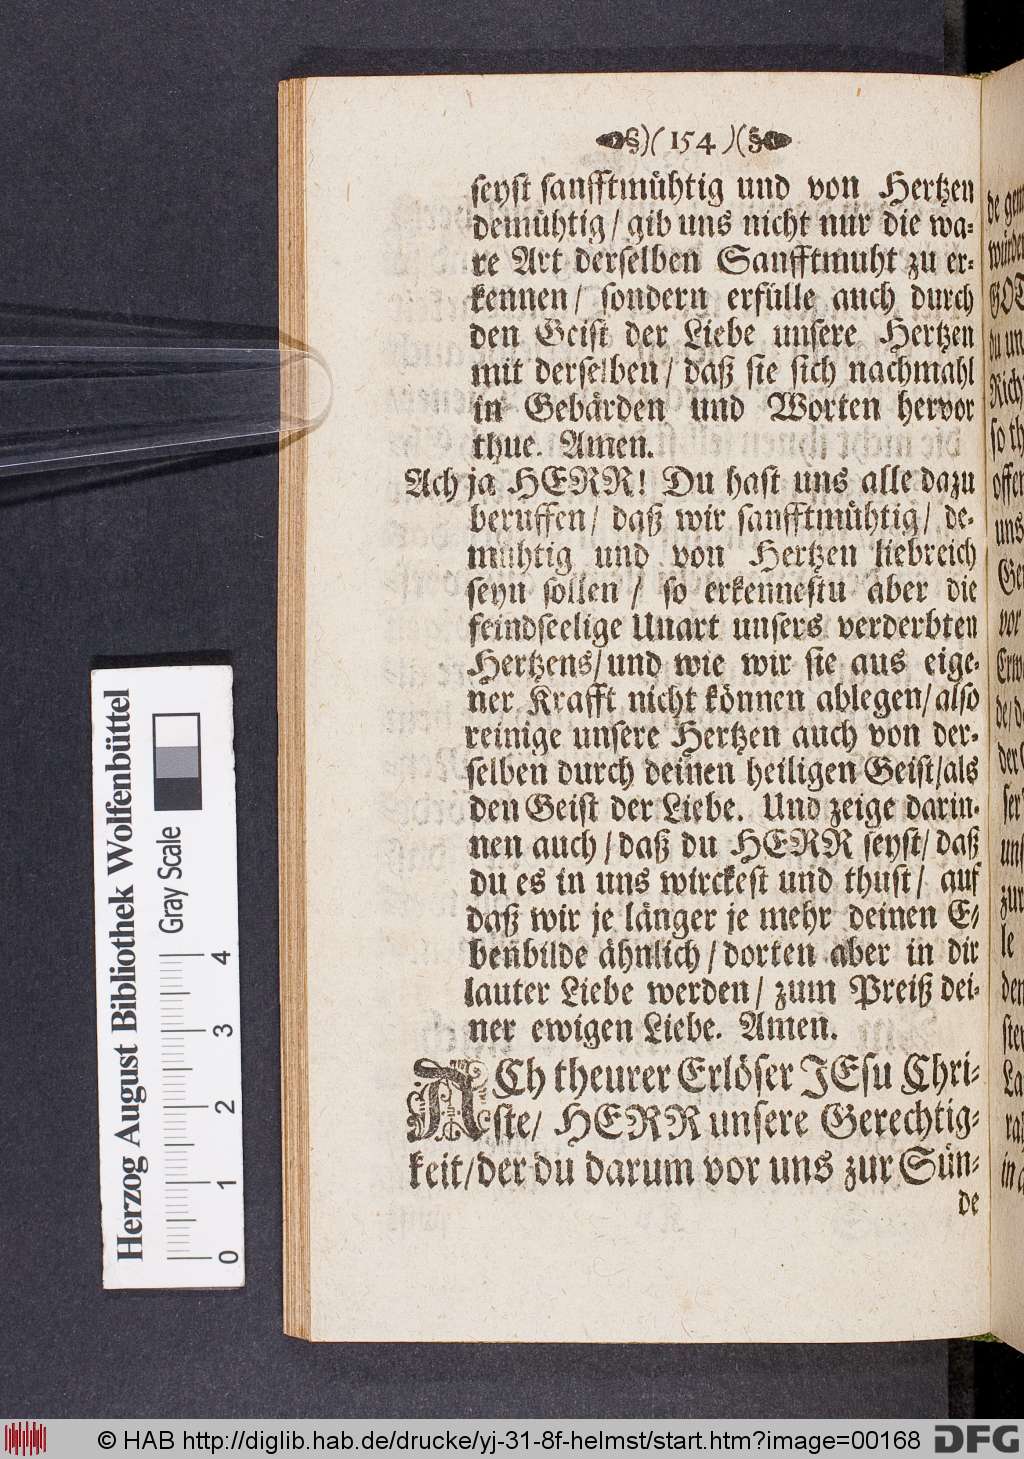 §)( 154 )(§
seyst sanfftmühtig und von Hertzen
demühtig / gib uns nicht nur die wa-
re Art derselben Sanfftmuht zu er-
kennen / sondern erfülle auch durch
den Geist der Liebe unsere Hertzen
mit derselben / daß sie sich nachmahl
in Gebärden und Worten hervor
thue. Amen.
Ach ja HERR! Du hast uns alle dazu
beruffen / daß wir sanfftmühtig / de-
mühtig und von Hertzen liebreich
seyn sollen / so erkennestu aber die
feindseelige Unart unsers verderbten
Hertzens / und wie wir sie aus eige-
ner Krafft nicht können ablegen / also
reinige unsere Hertzen auch von der-
selben durch deinen heiligen Geist / als
den Geist der Liebe. Und zeige darin-
nen auch / daß du HERR seyst / daß
du es in uns wirckest und thust / auf
daß wir je länger je mehr deinen E-
benbilde ähnlich / dorten aber in dir
lauter Liebe werden / zum Preiß dei-
ner ewigen Liebe. Amen.
ACh theurer Erlöser JEsu Chri-
ste / HERR unsere Gerechtig-
keit / der du darum vor uns zur Sün-
de
Herzog August Bibliothek Wolfenbüttel
Gray Scale
0 1 2 3 4
© HAB http://diglib.hab.de/drucke/yj-31-8f-helmst/start.htm?image=00168
DFG